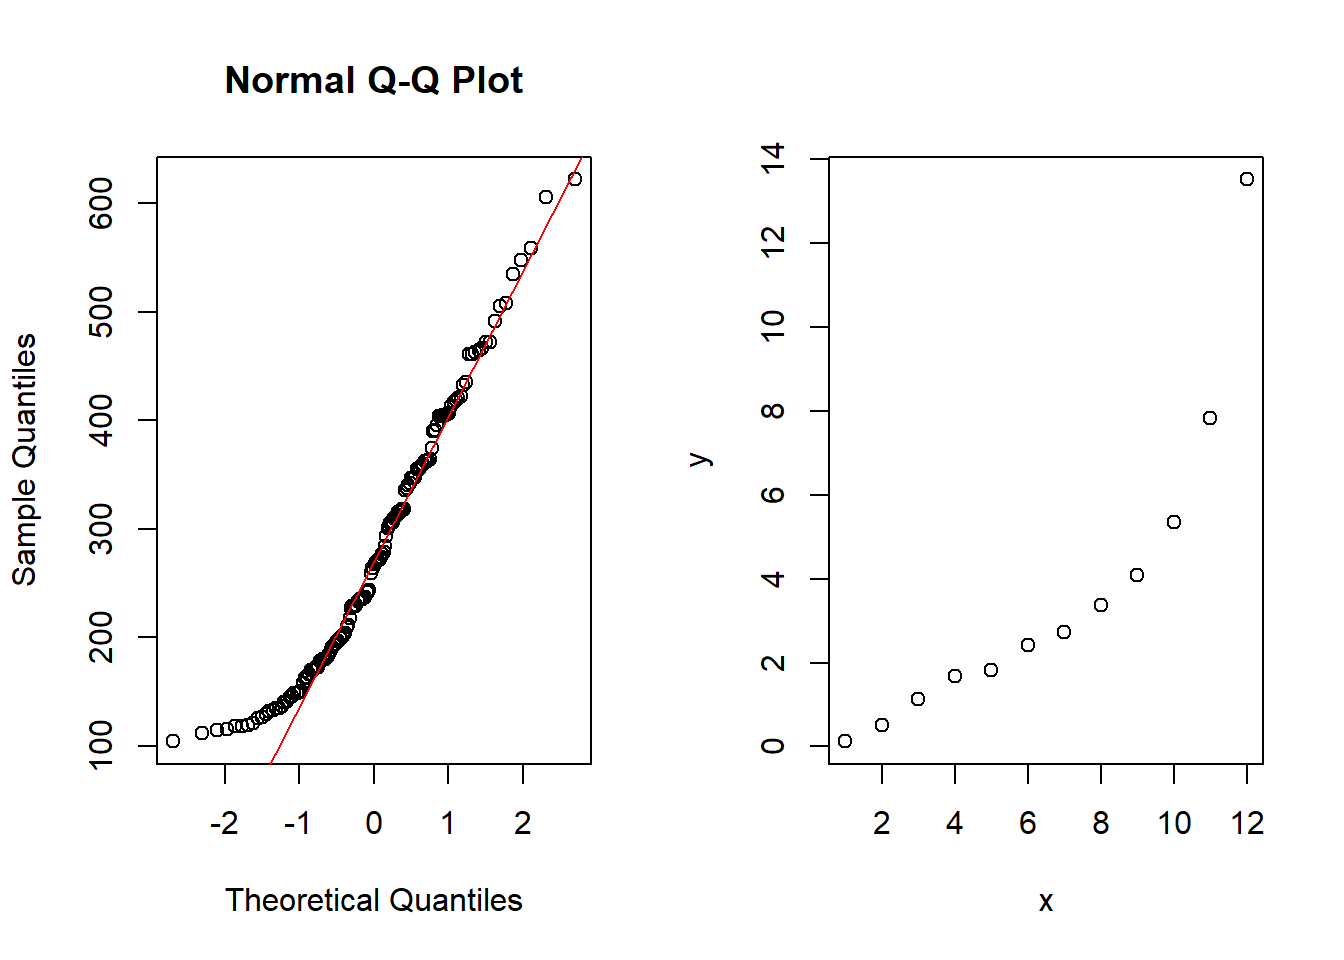 Normal Q-Q Plot
Sample Quantiles
100 200 300 400 500 600
-2 -1 0 1 2
Theoretical Quantiles
y
0 2 4 6 8 10 12 14
2 4 6 8 10 12
x